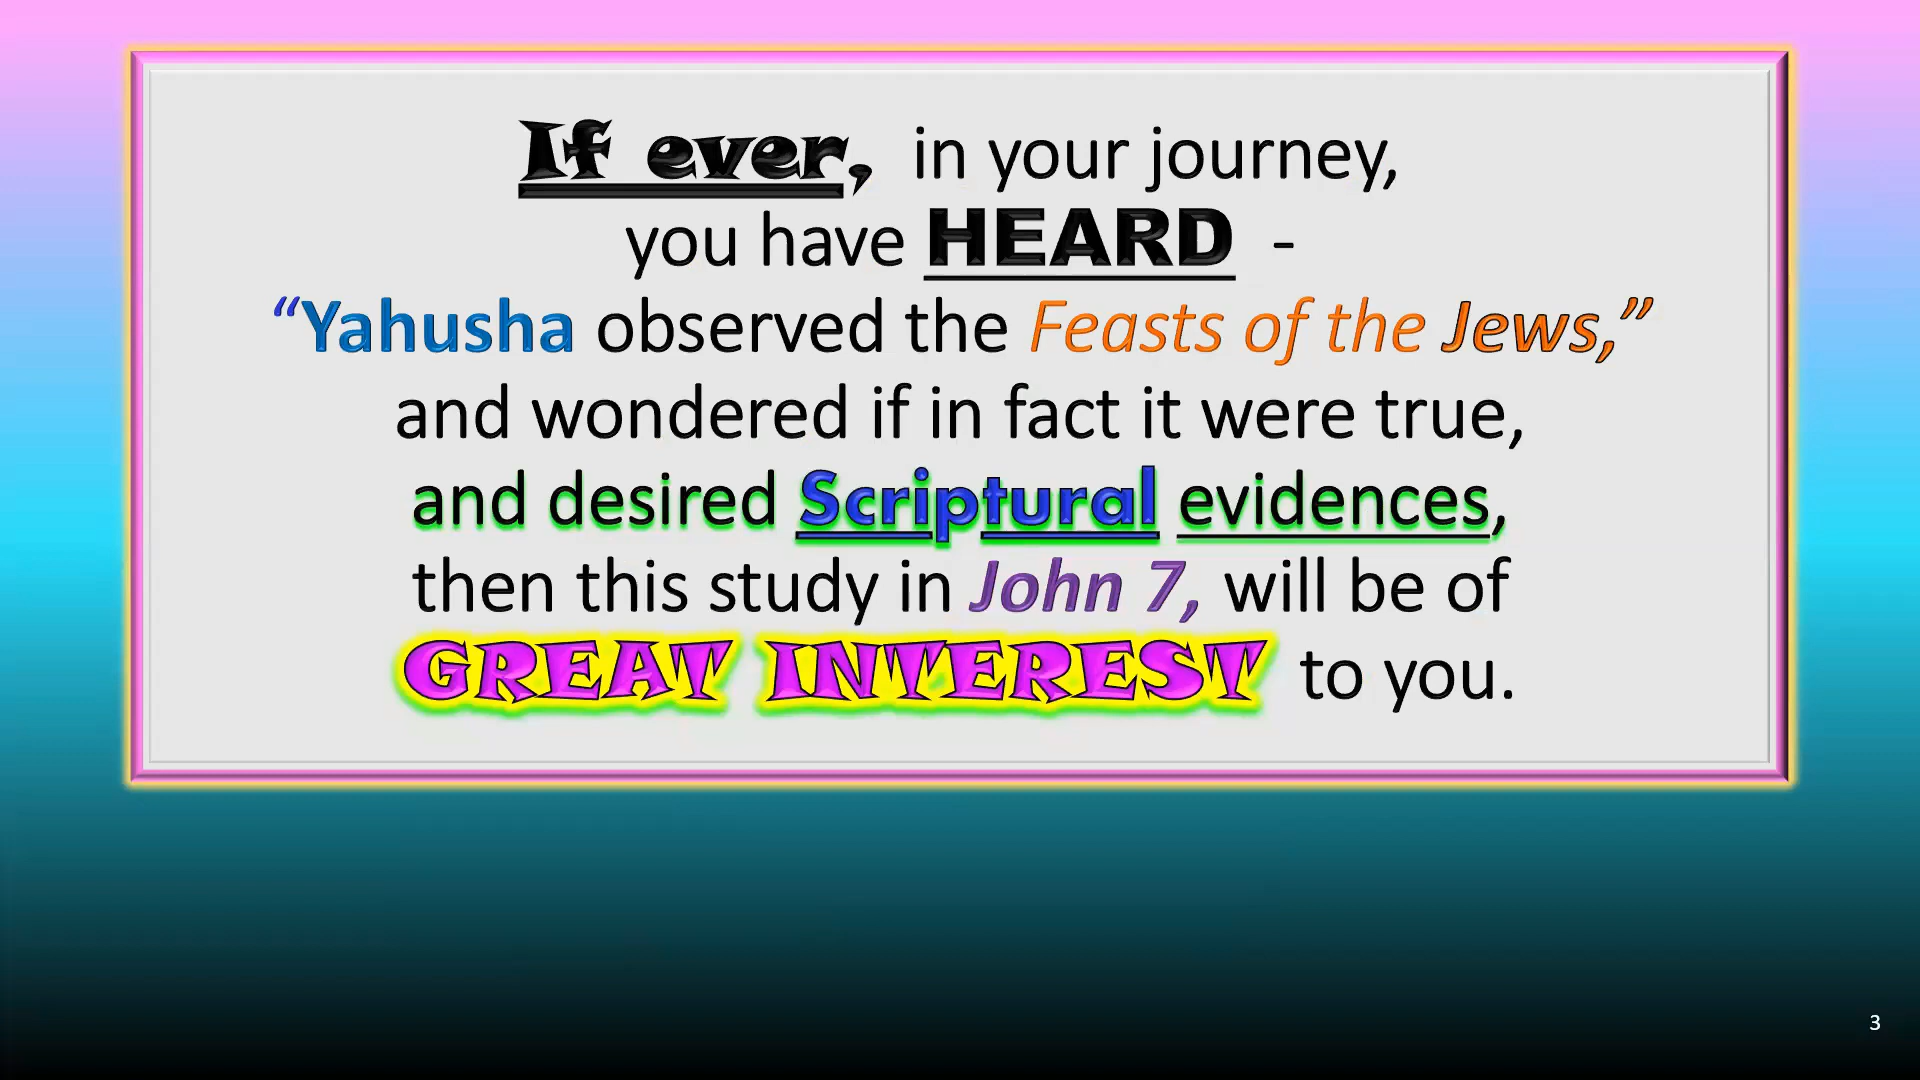 If ever, in your journey,
you have HEARD -
“Yahusha observed the Feasts of the Jews,”
and wondered if in fact it were true,
and desired Scriptural evidences,
then this study in John 7, will be of
GREAT INTEREST to you.
3